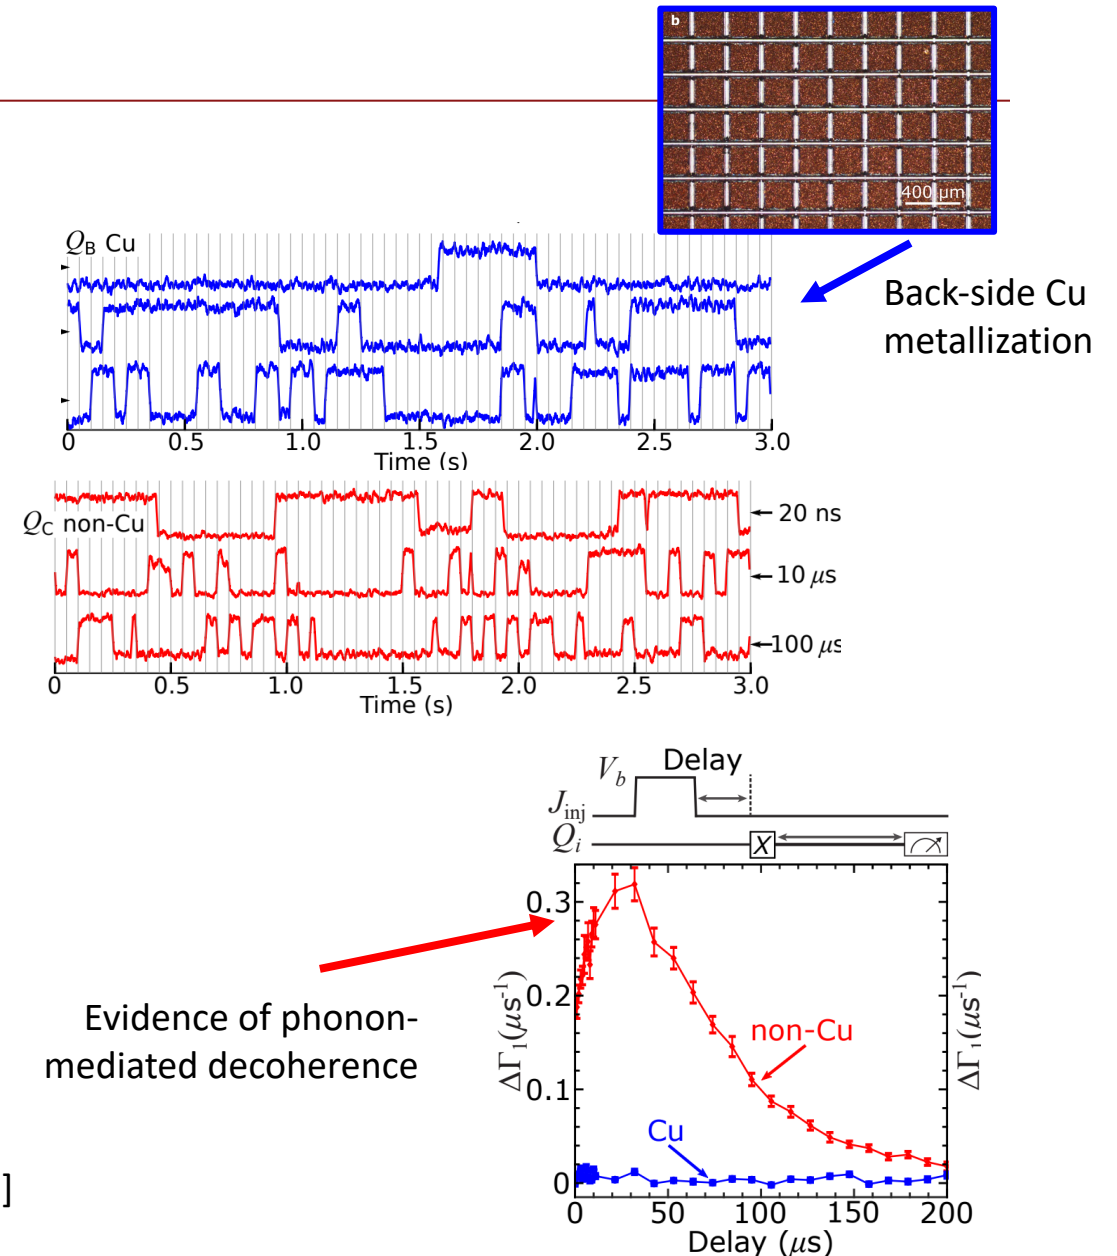 b
400 μm
Q_B Cu
Back-side Cu
metallization
0 0.5 1.0 1.5 2.0 2.5 3.0
Time (s)
Q_C non-Cu
20 ns
10 μs
100 μs
0 0.5 1.0 1.5 2.0 2.5 3.0
Time (s)
V_b Delay
J_inj
Q_i X
0.3
0.2
0.1
0
ΔΓ₁(μs⁻¹)
ΔΓ₁(μs⁻¹)
non-Cu
Cu
Evidence of phonon-
mediated decoherence
0 50 100 150 200
Delay (μs)
]